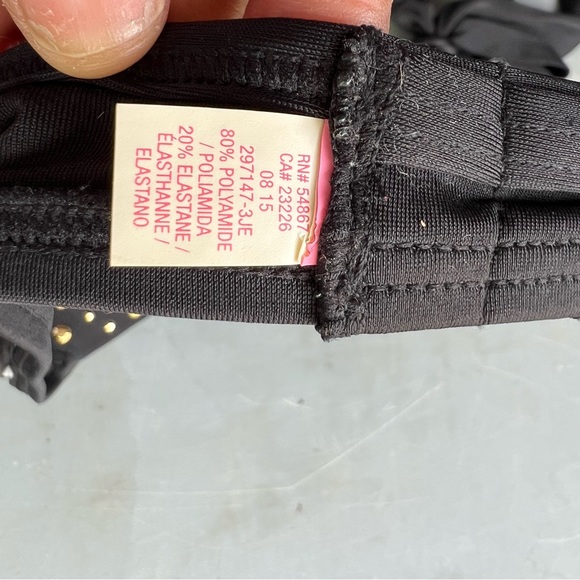 RN# 54867
CA# 23226
08 15
297147-3JE
80% POLYAMIDE
/ POLIAMIDA
20% ELASTANE /
ÉLASTHANNE /
ELASTANO